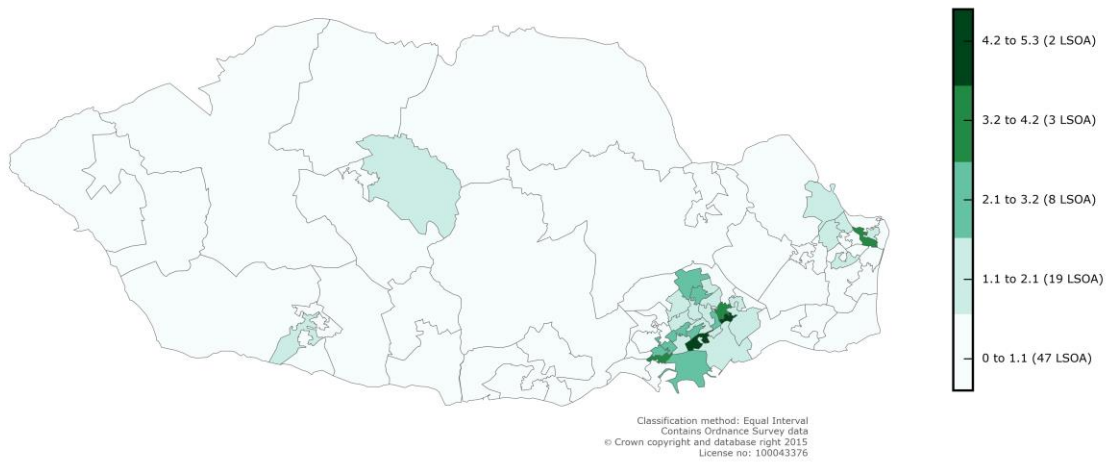 4.2 to 5.3 (2 LSOA)
3.2 to 4.2 (3 LSOA)
2.1 to 3.2 (8 LSOA)
1.1 to 2.1 (19 LSOA)
0 to 1.1 (47 LSOA)
Classification method: Equal Interval
Contains Ordnance Survey data
© Crown copyright and database right 2015
License no: 100043376